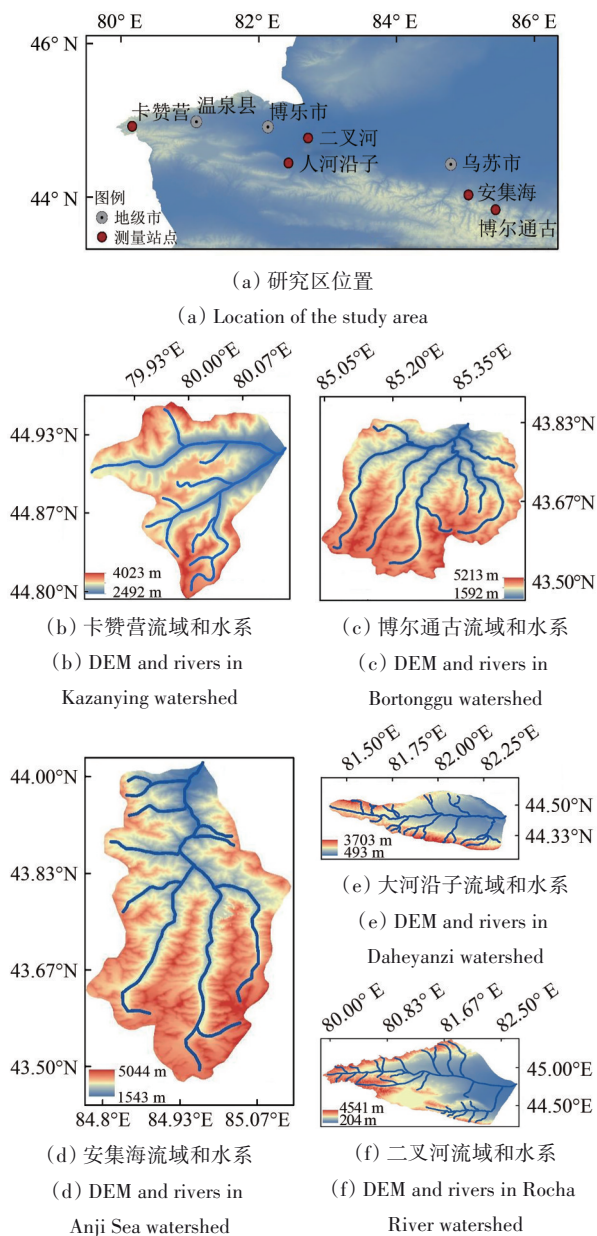 80° E 82° E 84° E 86° E
46° N
44° N
卡赞营
温泉县
博乐市
二叉河
人河沿子
乌苏市
安集海
博尔通古
图例
地级市
测量站点
(a)研究区位置
(a) Location of the study area
79.93°E 80.00°E 80.07°E
44.93°N
44.87°N
44.80°N
4023 m
2492 m
(b)卡赞营流域和水系
(b) DEM and rivers in
Kazanying watershed
85.05°E 85.20°E 85.35°E
43.83°N
43.67°N
43.50°N
5213 m
1592 m
(c)博尔通古流域和水系
(c) DEM and rivers in
Bortonggu watershed
44.00°N
43.83°N
43.67°N
43.50°N
5044 m
1543 m
84.8°E 84.93°E 85.07°E
(d)安集海流域和水系
(d) DEM and rivers in
Anji Sea watershed
81.50°E 81.75°E 82.00°E 82.25°E
44.50°N
44.33°N
3703 m
493 m
(e)大河沿子流域和水系
(e) DEM and rivers in
Daheyanzi watershed
80.00° E 80.83° E 81.67° E 82.50° E
45.00°E
44.50°E
4541 m
204 m
(f)二叉河流域和水系
(f) DEM and rivers in Rocha
River watershed